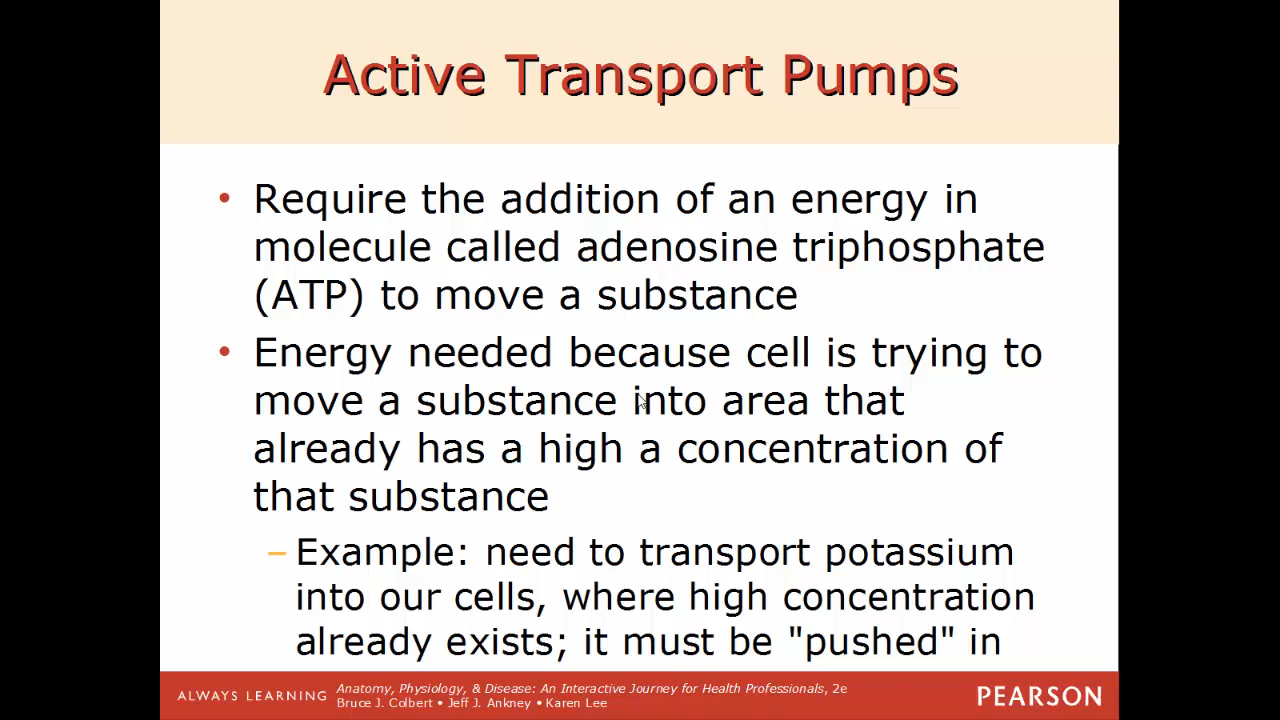 Active Transport Pumps
• Require the addition of an energy in
molecule called adenosine triphosphate
(ATP) to move a substance
• Energy needed because cell is trying to
move a substance into area that
already has a high a concentration of
that substance
– Example: need to transport potassium
into our cells, where high concentration
already exists; it must be "pushed" in
ALWAYS LEARNING
Anatomy, Physiology, & Disease: An Interactive Journey for Health Professionals, 2e
Bruce J. Colbert • Jeff J. Ankney • Karen Lee
PEARSON